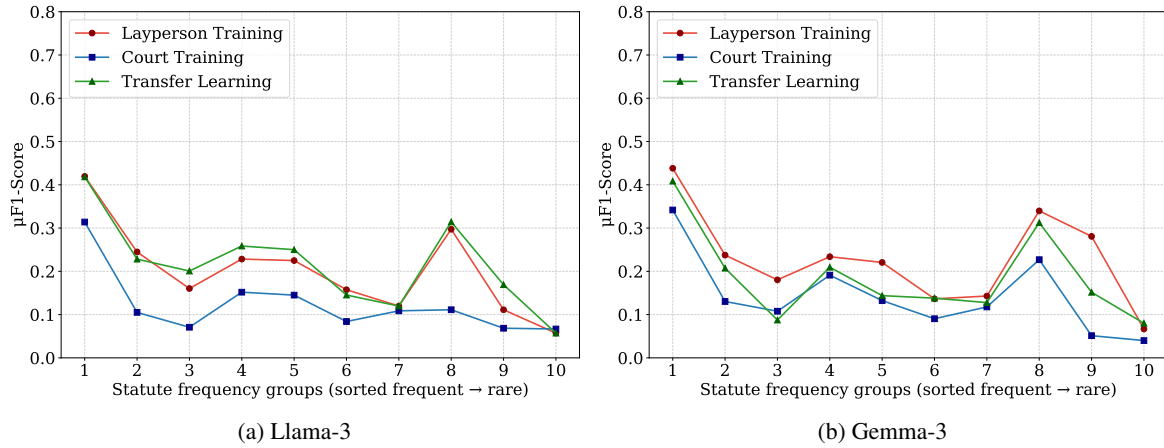 0.8
0.7
0.6
0.5
0.4
0.3
0.2
0.1
0.0
µF1-Score
Layperson Training
Court Training
Transfer Learning
1 2 3 4 5 6 7 8 9 10
Statute frequency groups (sorted frequent → rare)
(a) Llama-3
0.8
0.7
0.6
0.5
0.4
0.3
0.2
0.1
0.0
µF1-Score
Layperson Training
Court Training
Transfer Learning
1 2 3 4 5 6 7 8 9 10
Statute frequency groups (sorted frequent → rare)
(b) Gemma-3